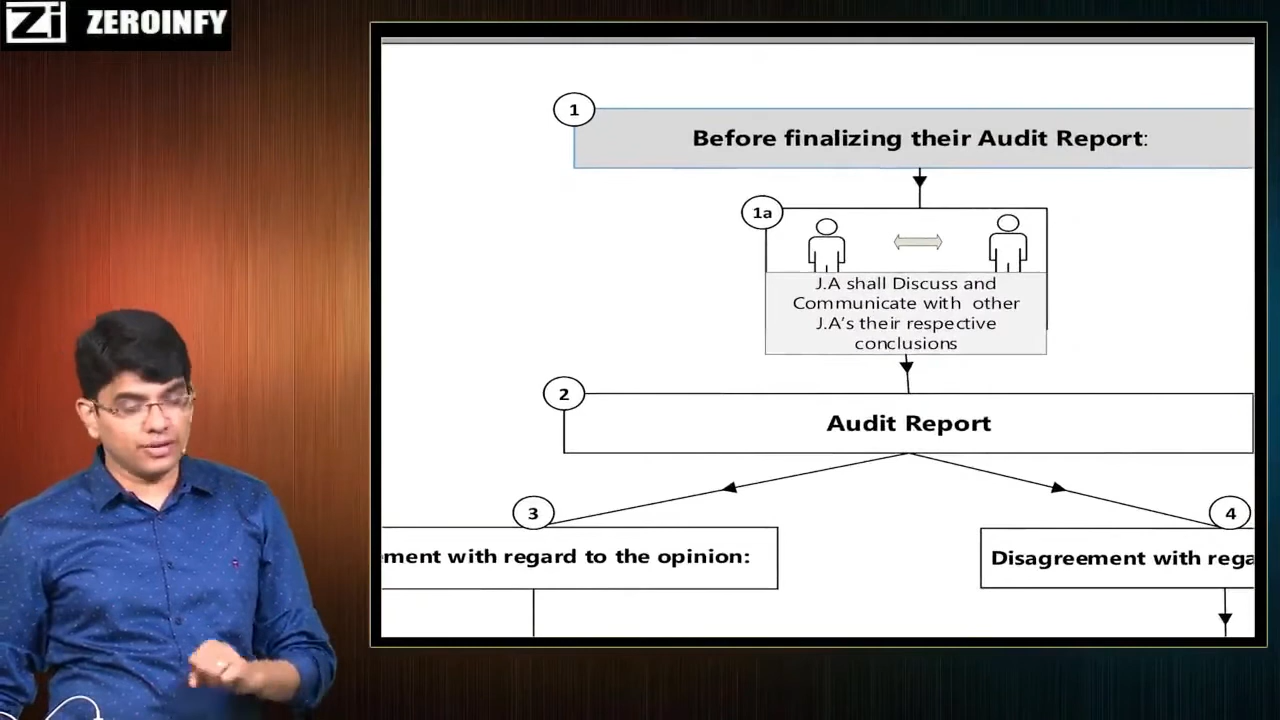 Zi ZEROINFY
1
Before finalizing their Audit Report:
1a
J.A shall Discuss and
Communicate with other
J.A's their respective
conclusions
2
Audit Report
3
4
ment with regard to the opinion:
Disagreement with rega